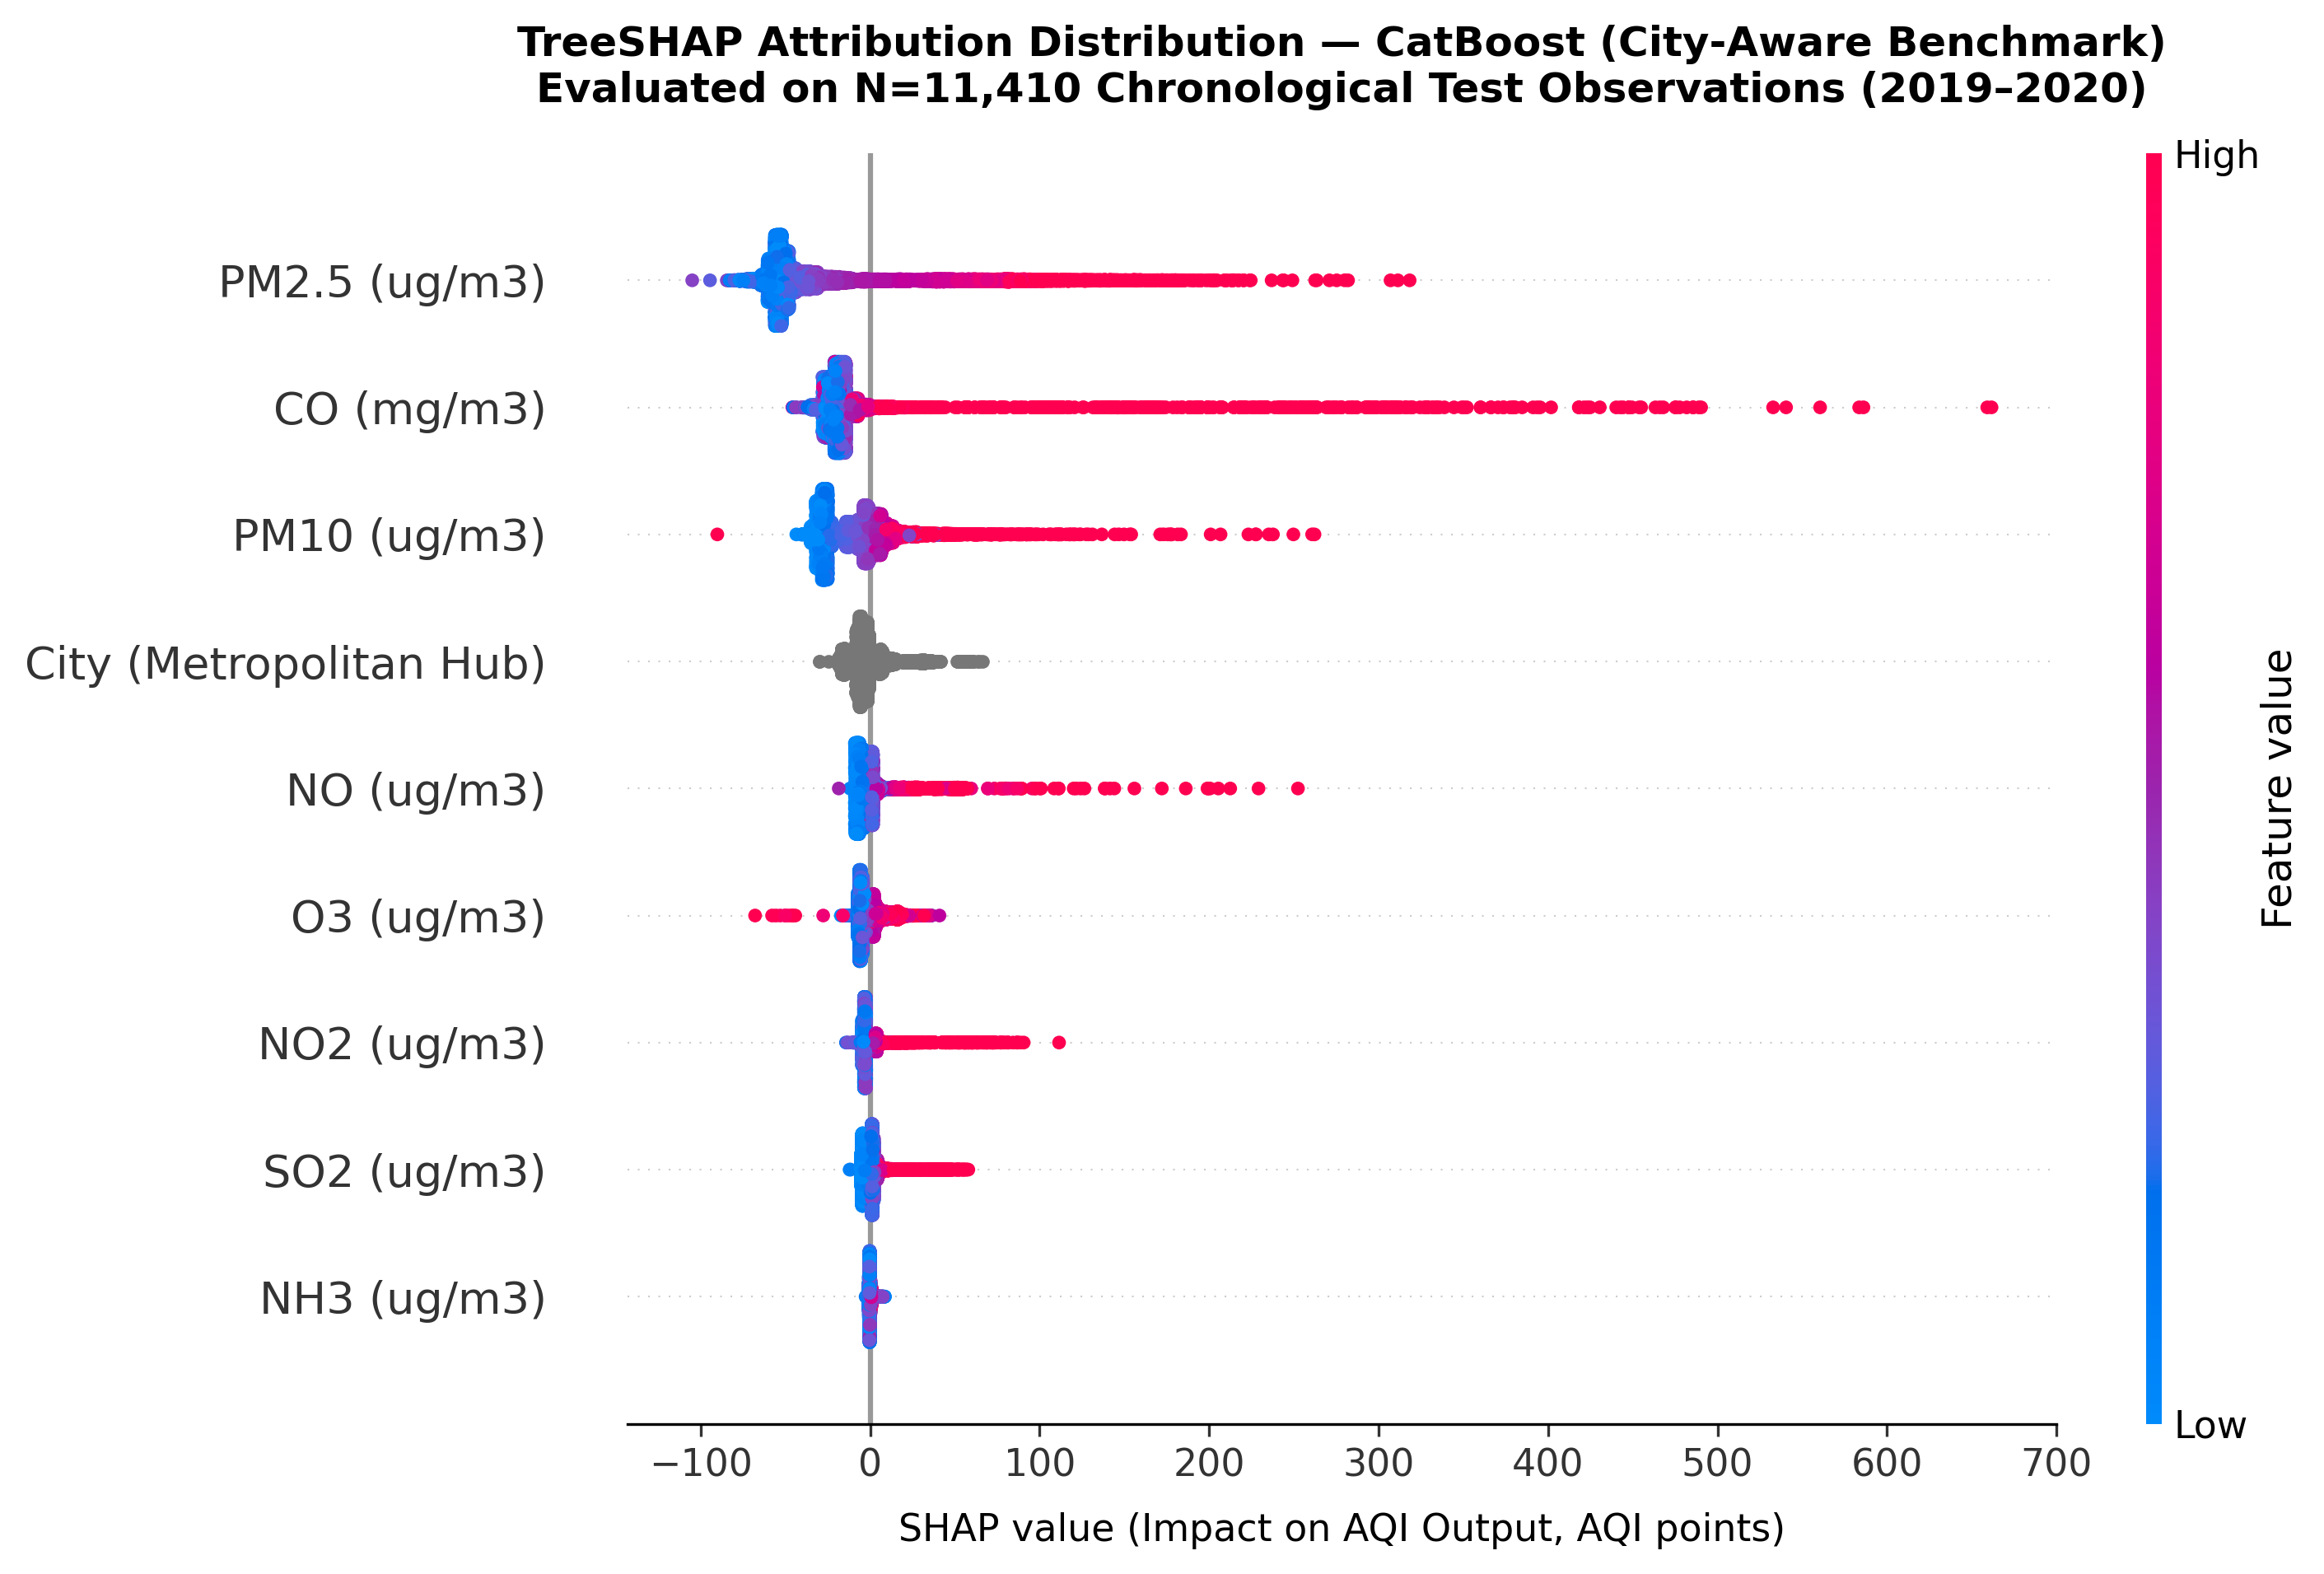 TreeSHAP Attribution Distribution — CatBoost (City-Aware Benchmark)
Evaluated on N=11,410 Chronological Test Observations (2019–2020)
High
PM2.5 (ug/m3)
CO (mg/m3)
PM10 (ug/m3)
City (Metropolitan Hub)
NO (ug/m3)
O3 (ug/m3)
NO2 (ug/m3)
SO2 (ug/m3)
NH3 (ug/m3)
Feature value
Low
−100 0 100 200 300 400 500 600 700
SHAP value (Impact on AQI Output, AQI points)